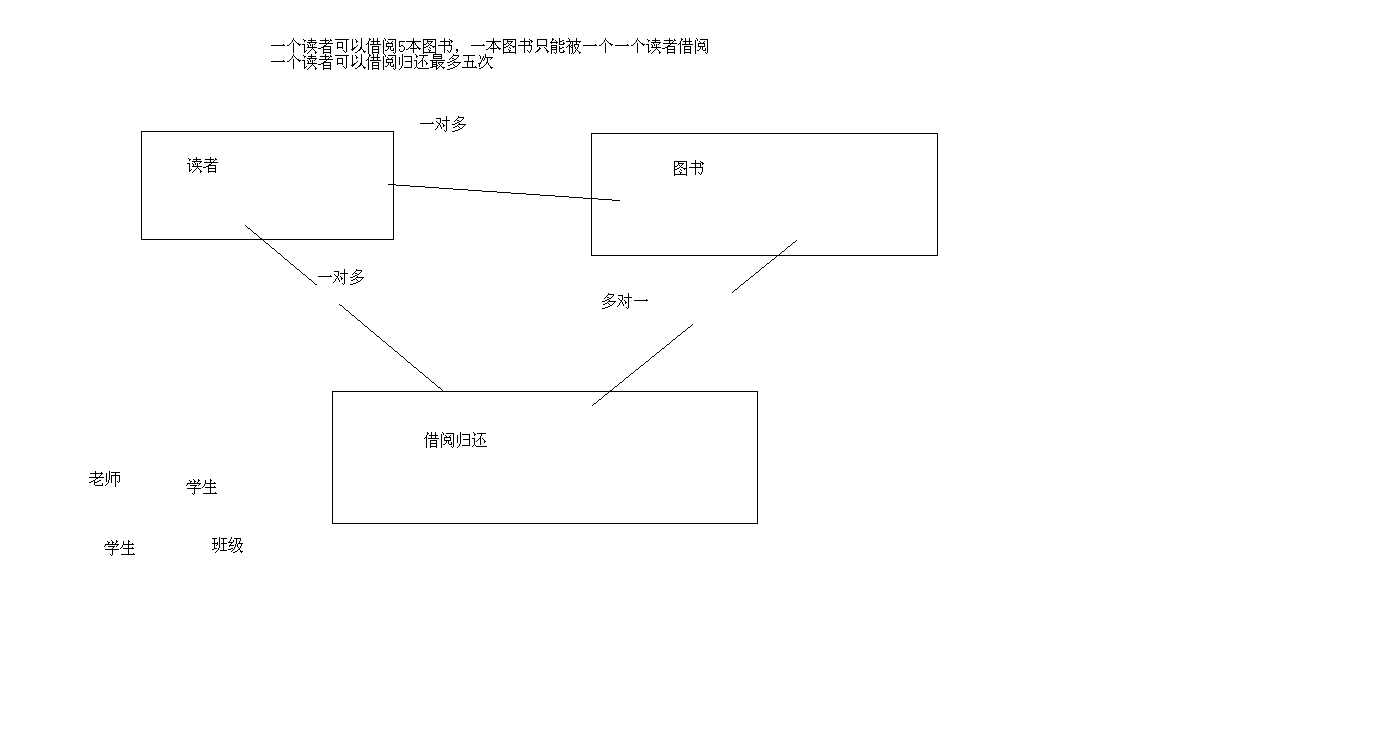 一个读者可以借阅5本图书，一本图书只能被一个一个读者借阅
一个读者可以借阅归还最多五次
一对多
读者
图书
一对多
多对一
借阅归还
老师
学生
学生
班级